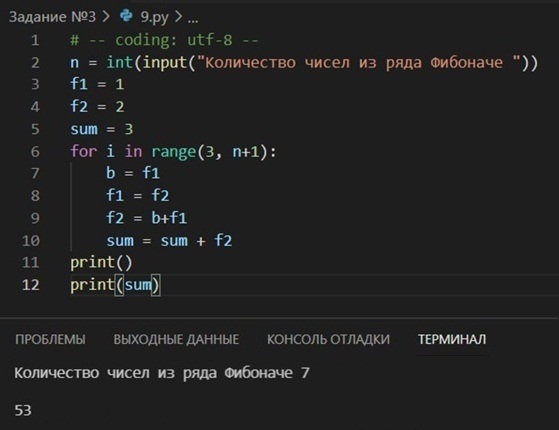 Задание №3 > 9.py > ...
1 # -- coding: utf-8 --
2 n = int(input("Количество чисел из ряда Фибоначе "))
3 f1 = 1
4 f2 = 2
5 sum = 3
6 for i in range(3, n+1):
7 b = f1
8 f1 = f2
9 f2 = b+f1
10 sum = sum + f2
11 print()
12 print(sum)
ПРОБЛЕМЫ ВЫХОДНЫЕ ДАННЫЕ КОНСОЛЬ ОТЛАДКИ ТЕРМИНАЛ
Количество чисел из ряда Фибоначе 7
53